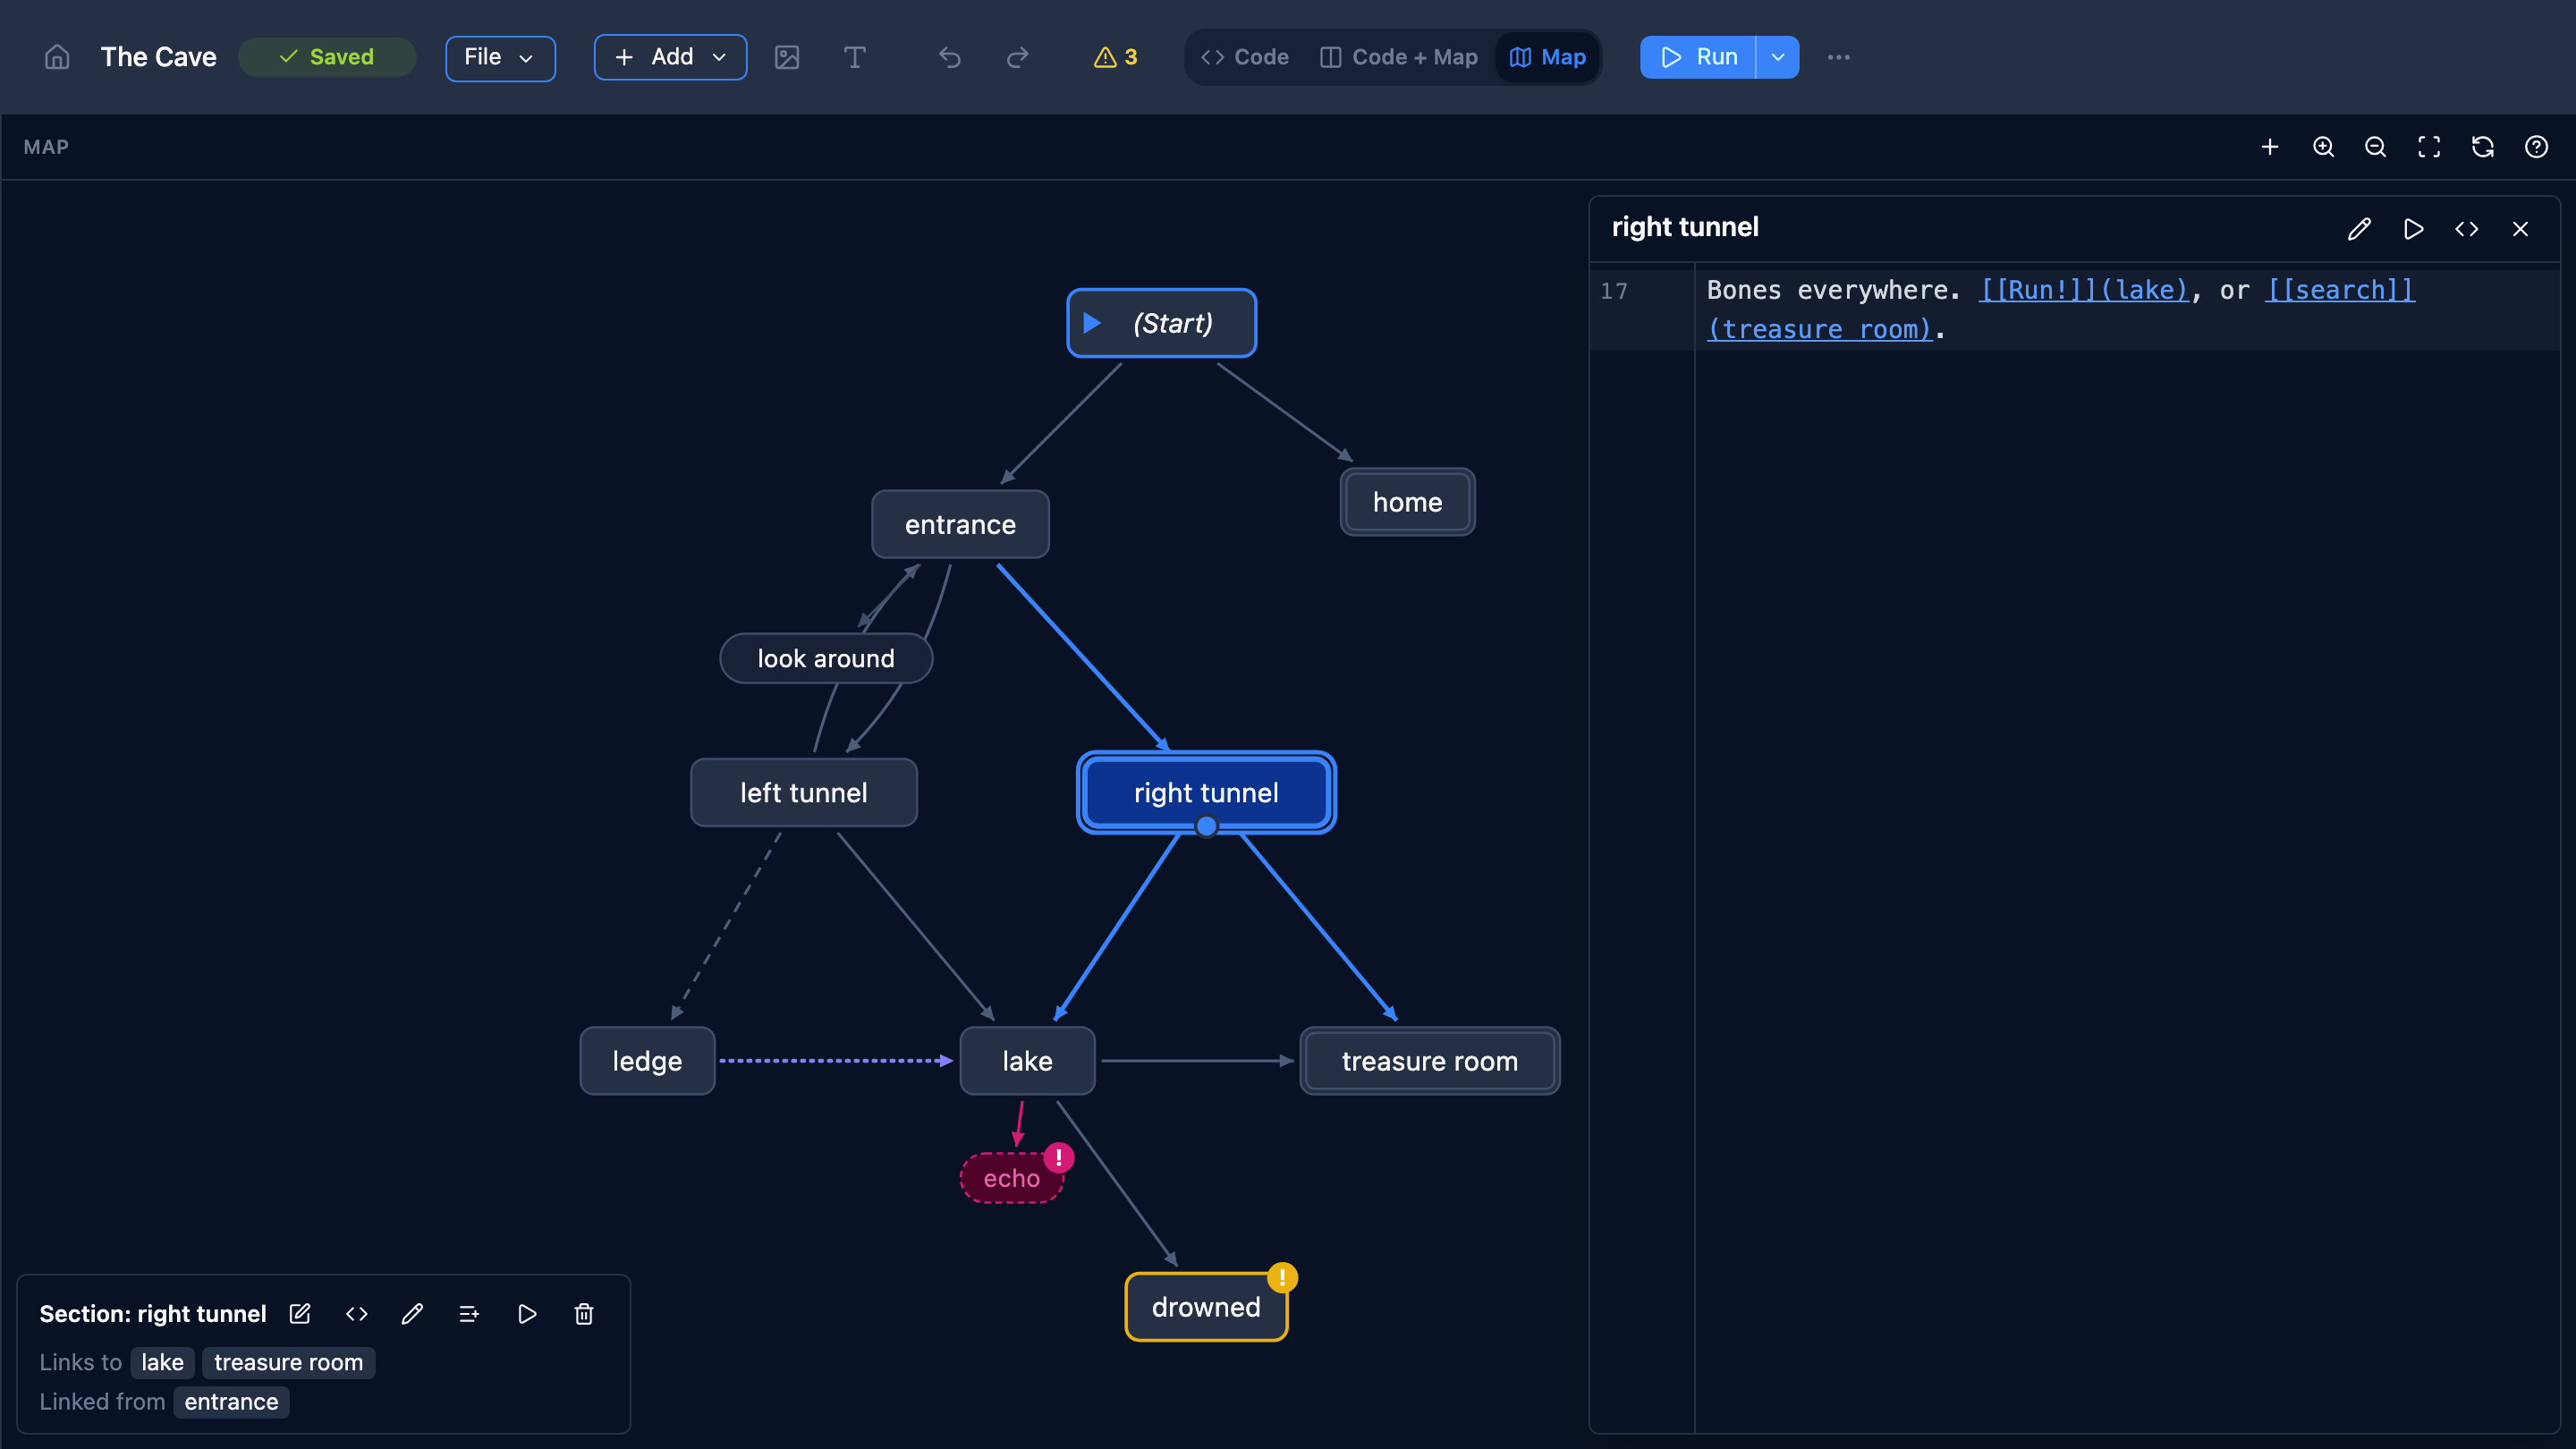 The Cave
Saved
File
Add
3
Code
Code + Map
Map
Run
MAP
right tunnel
17
Bones everywhere. [[Run!]](lake), or [[search]]
(treasure room).
(Start)
entrance
home
look around
left tunnel
right tunnel
ledge
lake
treasure room
echo
!
drowned
!
Section: right tunnel
Links to lake treasure room
Linked from entrance